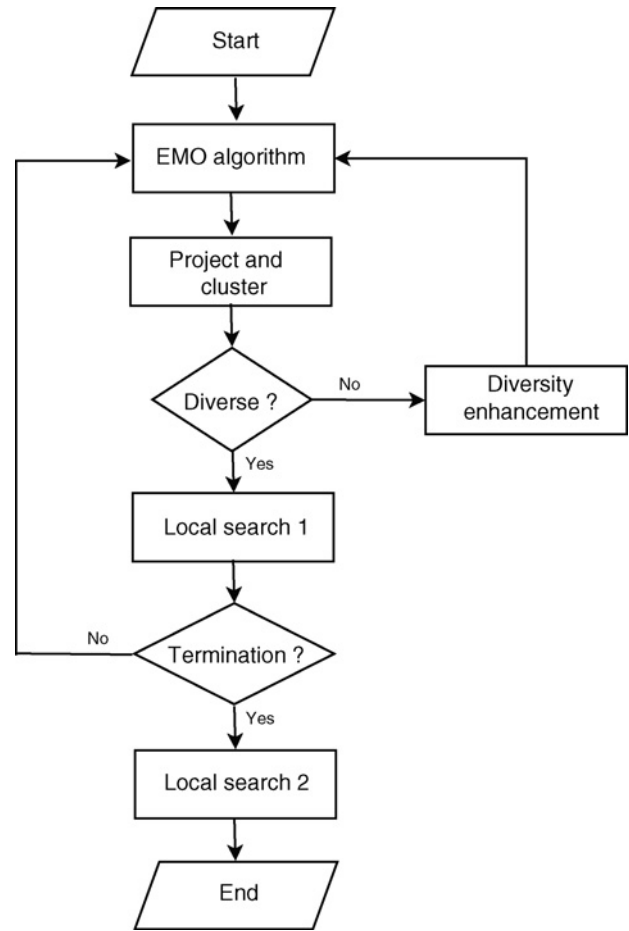 Start
EMO algorithm
Project and
cluster
Diverse ?
No
Diversity
enhancement
Yes
Local search 1
No
Termination ?
Yes
Local search 2
End